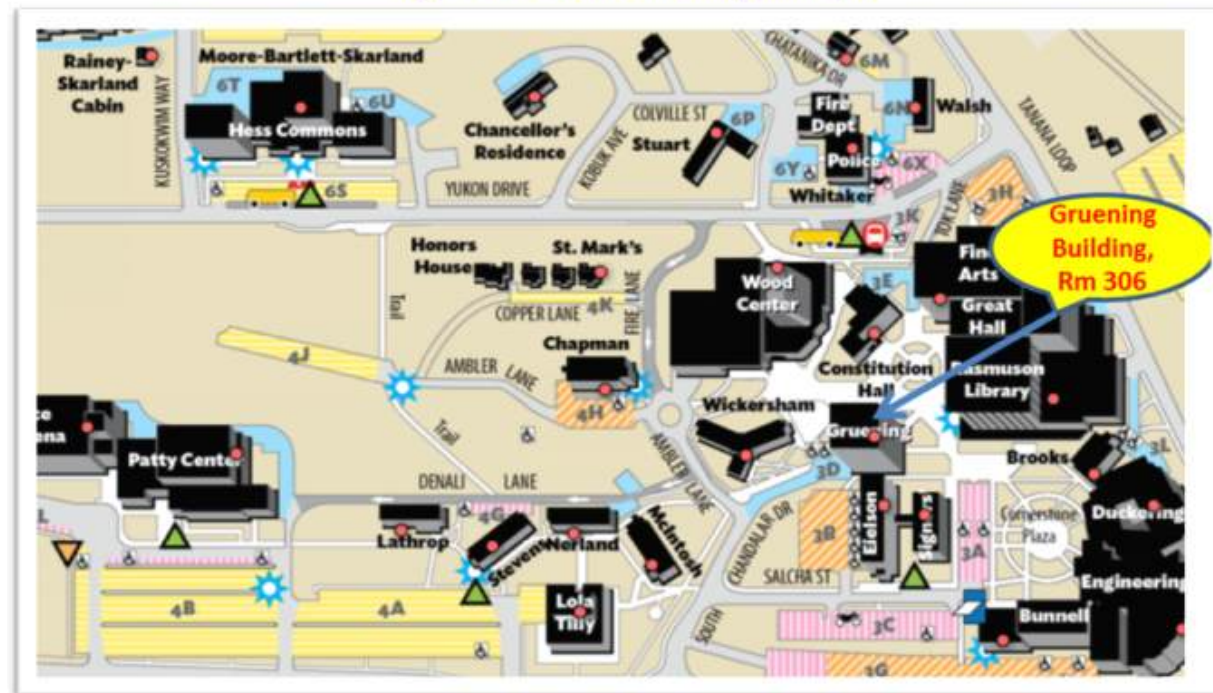 Rainey-
Skarland
Cabin
KUSKOKWIM WAY
Moore-Bartlett-Skarland
6T
6U
Hess Commons
6S
YUKON DRIVE
Chancellor's
Residence
KOBUK AVE
COLVILLE ST
Stuart
6P
CHATANIKA DR
6M
Fire
Dept
6N
Walsh
6Y
Police
6X
Whitaker
TANANA LOOP
TOK LANE
3H
3K
Gruening
Building,
Rm 306
Honors
House
St. Mark's
4K
COPPER LANE
FIRE LANE
Trail
4J
AMBLER LANE
Chapman
4H
Wood
Center
3E
Fine
Arts
Great
Hall
Constitution
Hall
Rasmuson
Library
Wickersham
Gruening
3D
Brooks
3L
Patty Center
Trail
DENALI LANE
AMBLER LANE
4G
Lathrop
Stevens
Nerland
McIntosh
CHANDALAR DR
3B
Eielson
Signers
3A
Cornerstone
Plaza
Duckering
SALCHA ST
Engineering
4B
4A
Lola
Tilly
SOUTH
3C
Bunnell
3G